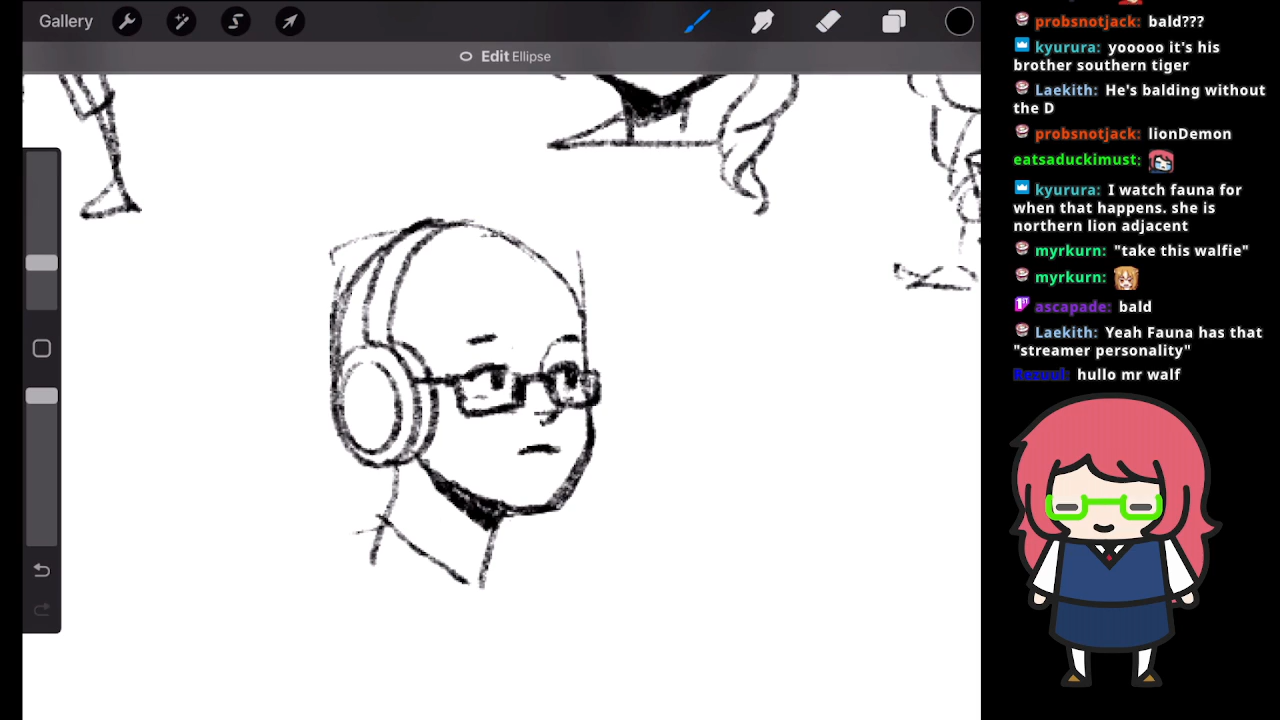 Gallery
Edit Ellipse
probsnotjack: bald???
kyurura: yooooo it's his
brother southern tiger
Laekith: He's balding without
the D
probsnotjack: lionDemon
eatsaduckimust:
kyurura: I watch fauna for
when that happens. she is
northern lion adjacent
myrkurn: "take this walfie"
myrkurn:
ascapade: bald
Laekith: Yeah Fauna has that
"streamer personality"
Rezuul: hullo mr walf